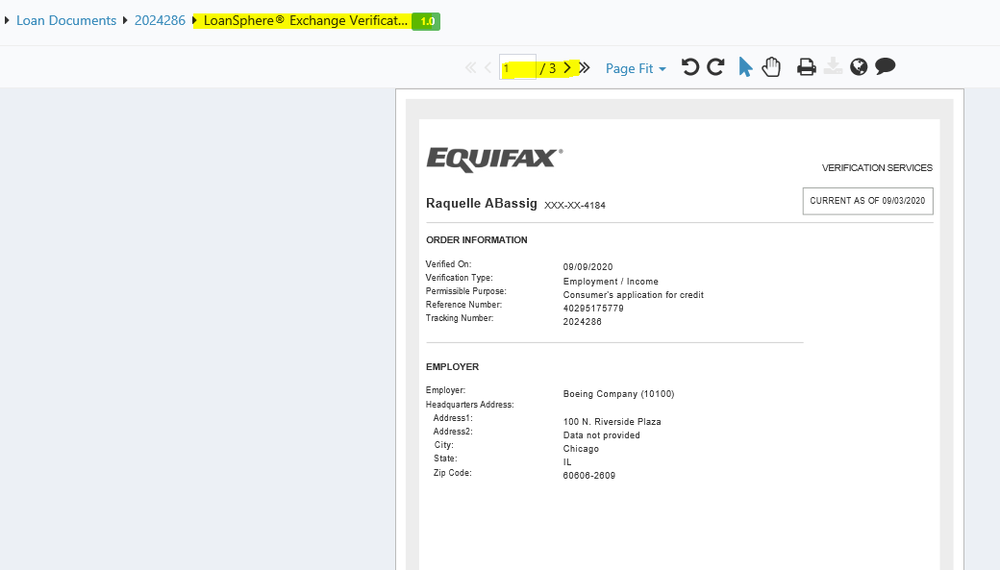 Loan Documents 2024286 LoanSphere® Exchange Verificat... 1.0
1 / 3 Page Fit
EQUIFAX®
VERIFICATION SERVICES
Raquelle ABassig XXX-XX-4184
CURRENT AS OF 09/03/2020
ORDER INFORMATION
Verified On: 09/09/2020
Verification Type: Employment / Income
Permissible Purpose: Consumer's application for credit
Reference Number: 40295175779
Tracking Number: 2024286
EMPLOYER
Employer: Boeing Company (10100)
Headquarters Address:
Address1: 100 N. Riverside Plaza
Address2: Data not provided
City: Chicago
State: IL
Zip Code: 60606-2609